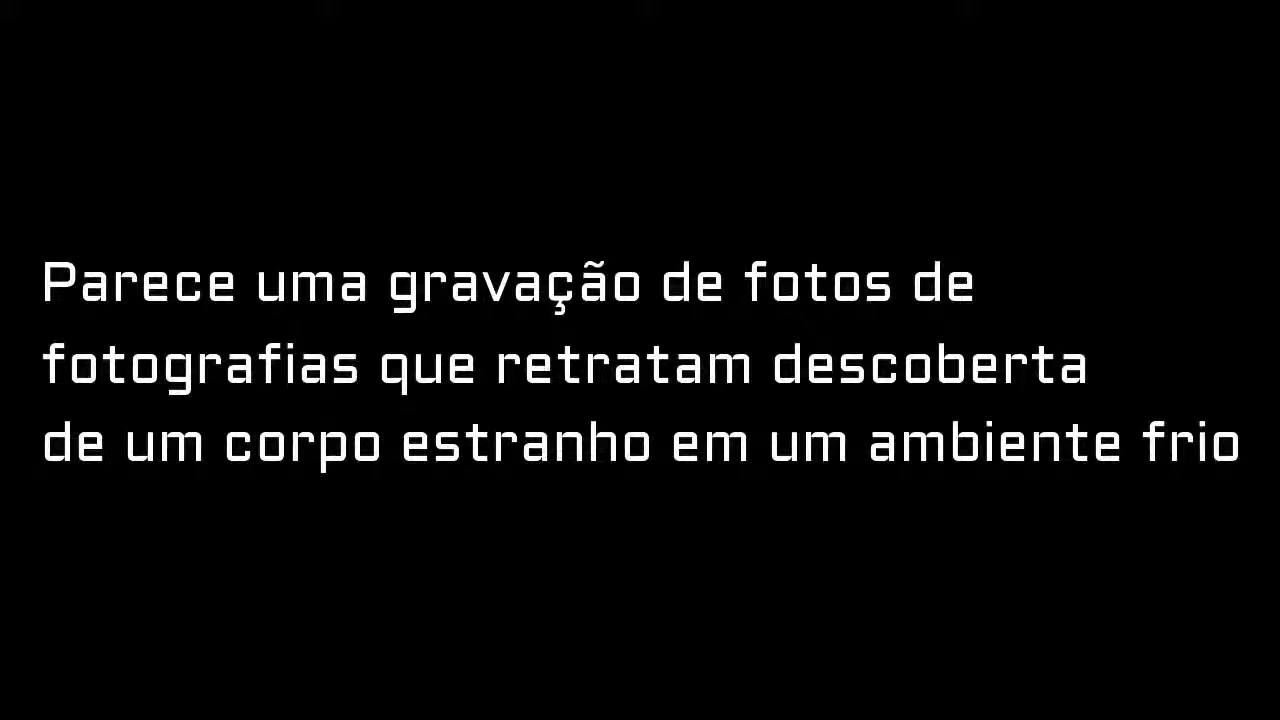 Parece uma gravação de fotos de
fotografias que retratam descoberta
de um corpo estranho em um ambiente frio